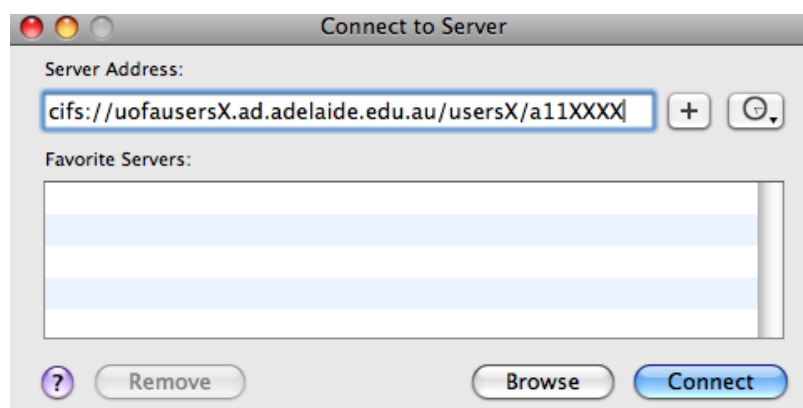 Connect to Server
Server Address:
cifs://uofausersX.ad.adelaide.edu.au/usersX/a11XXXX
+
Favorite Servers:
? Remove Browse Connect